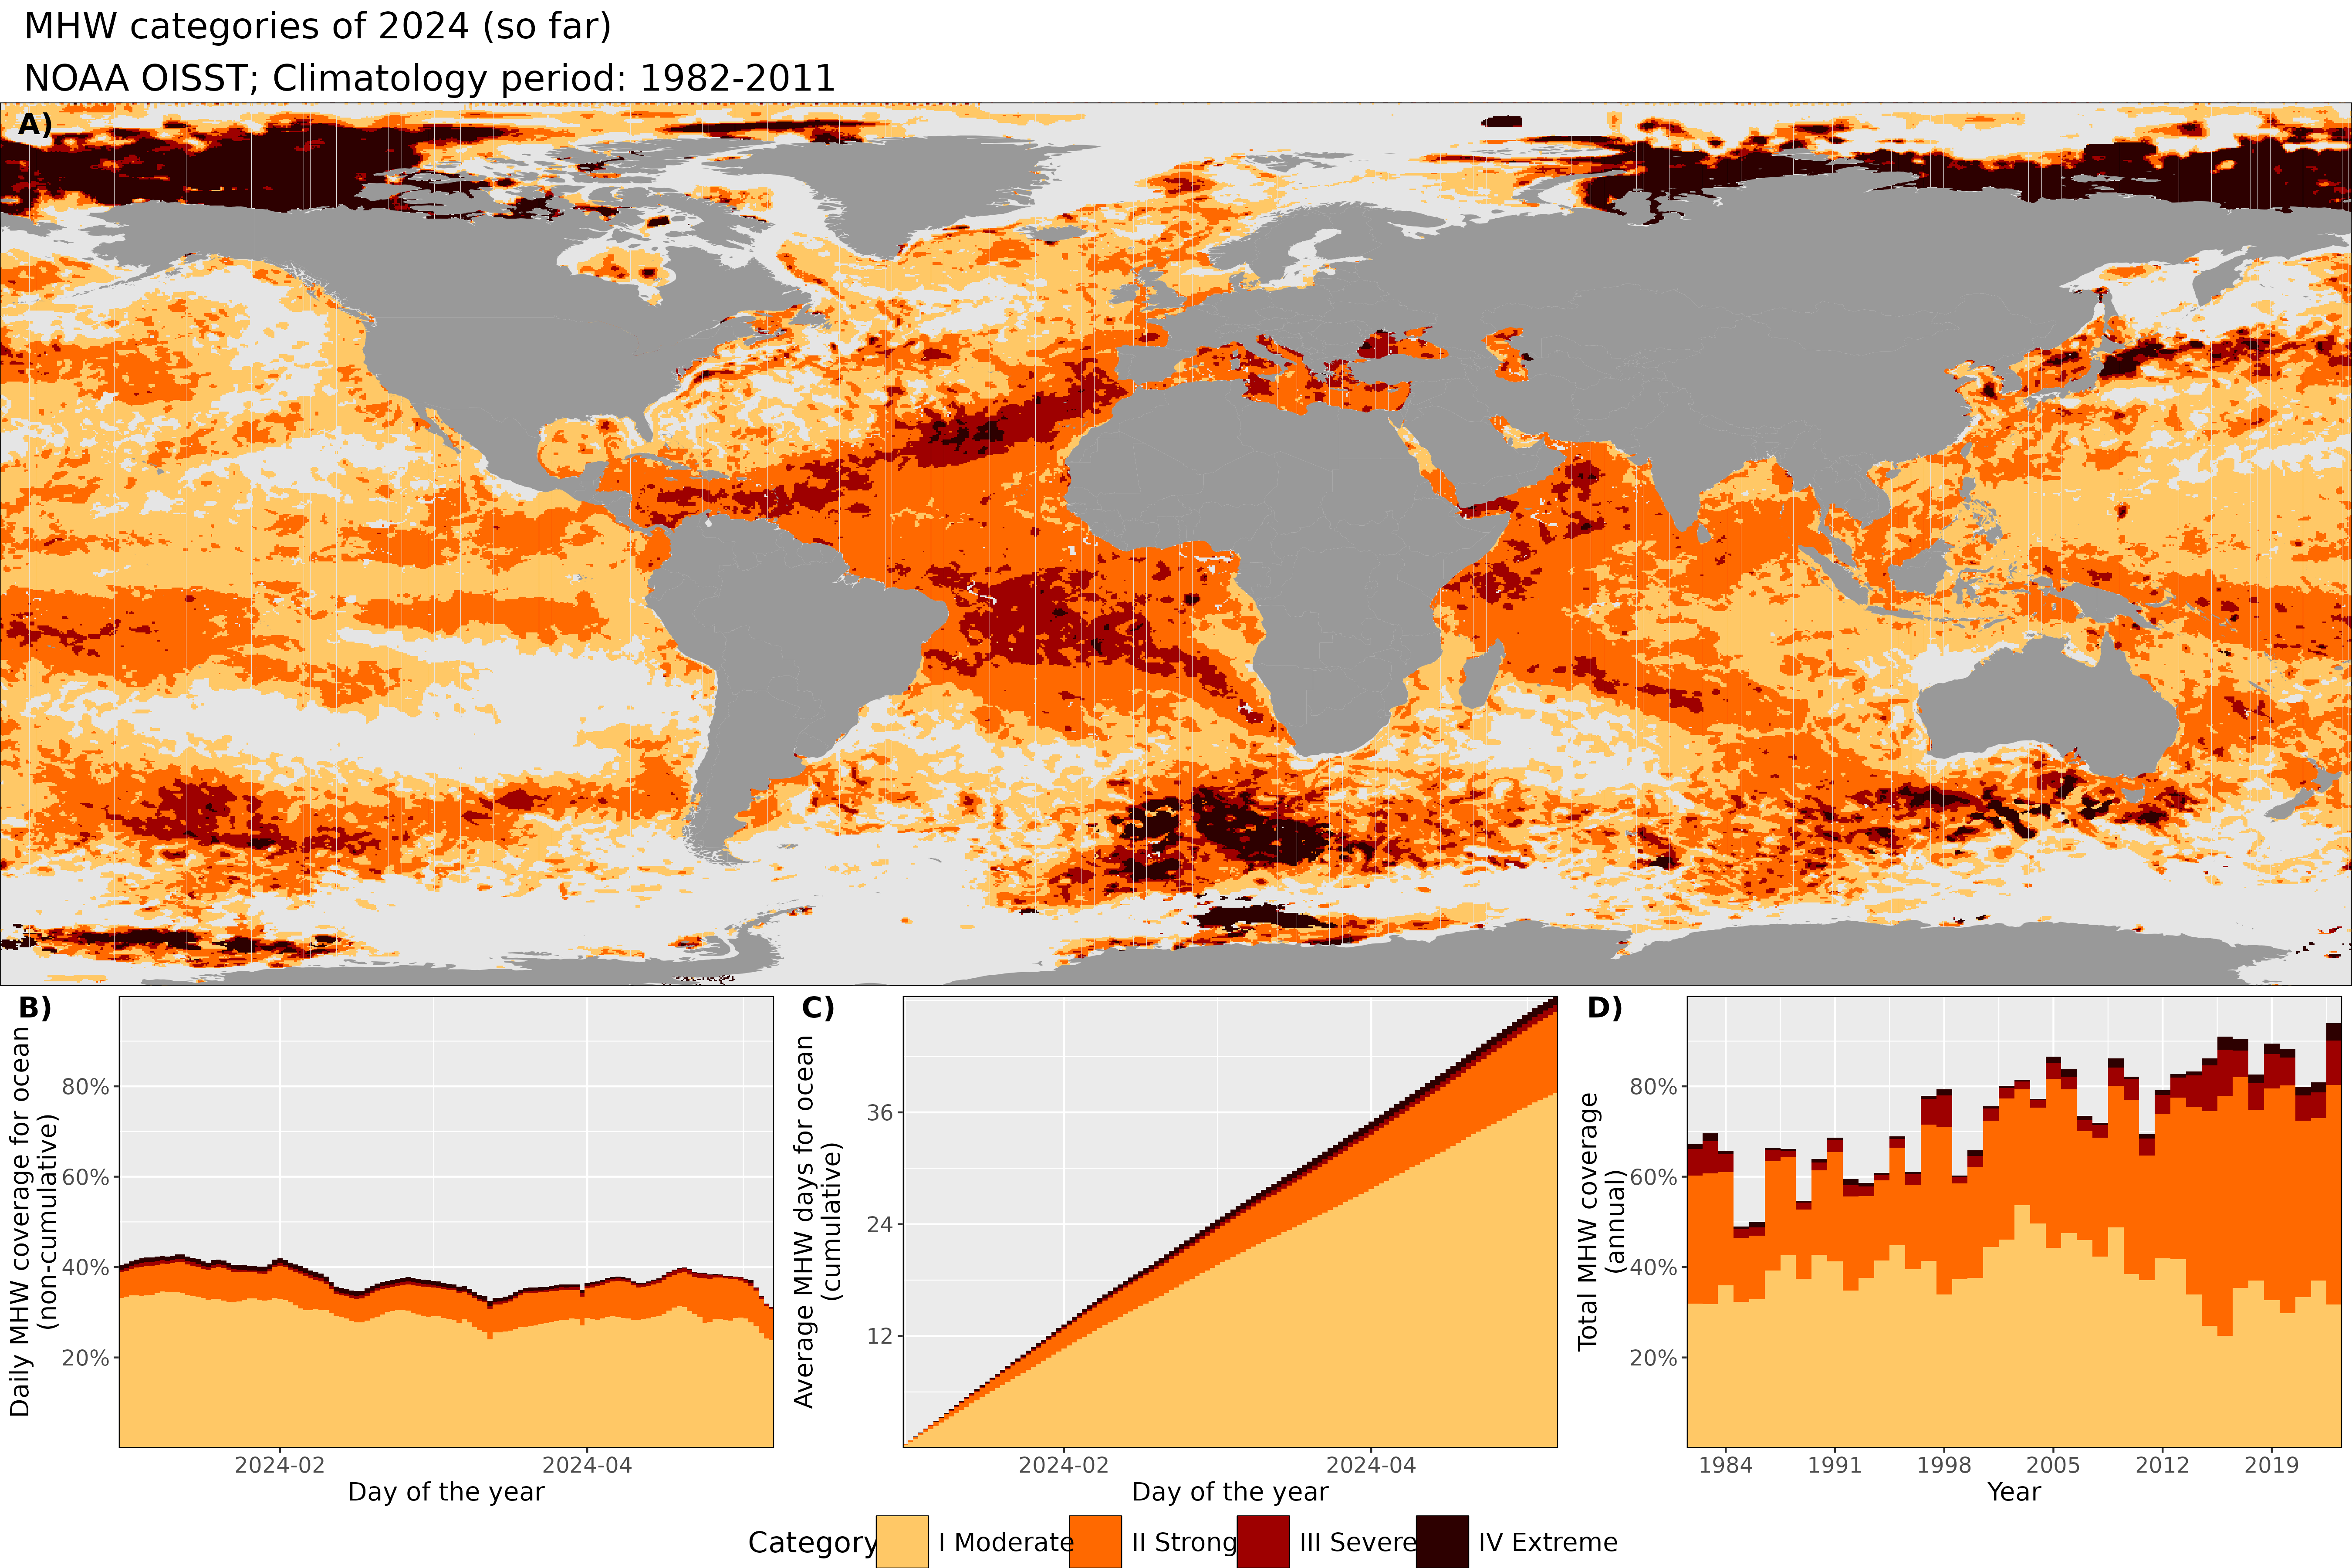 MHW categories of 2024 (so far)
NOAA OISST; Climatology period: 1982-2011
A)
B)
Daily MHW coverage for ocean
(non-cumulative)
80%
60%
40%
20%
2024-02
2024-04
Day of the year
C)
Average MHW days for ocean
(cumulative)
36
24
12
2024-02
2024-04
Day of the year
D)
Total MHW coverage
(annual)
80%
60%
40%
20%
1984
1991
1998
2005
2012
2019
Year
Category
I Moderate
II Strong
III Severe
IV Extreme